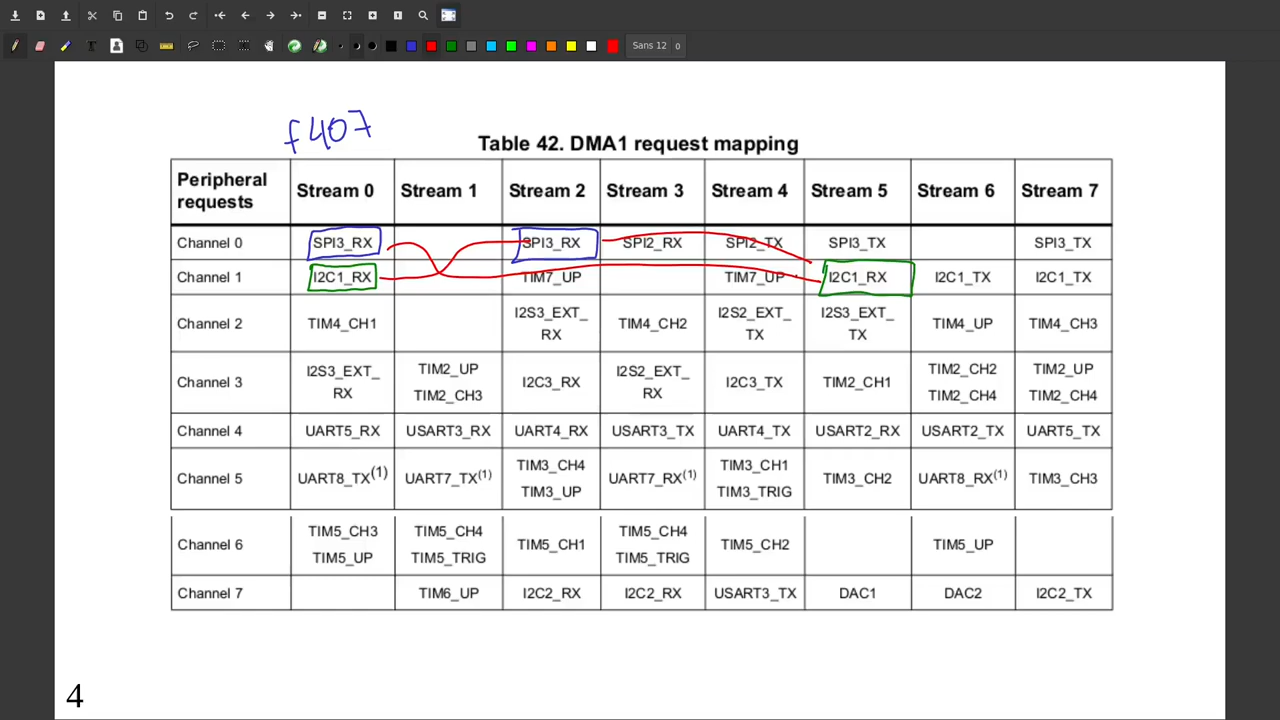 Sans 12 0
f407
Table 42. DMA1 request mapping
Peripheral requests Stream 0 Stream 1 Stream 2 Stream 3 Stream 4 Stream 5 Stream 6 Stream 7
Channel 0 SPI3_RX SPI3_RX SPI2_RX SPI2_TX SPI3_TX SPI3_TX
Channel 1 I2C1_RX TIM7_UP TIM7_UP I2C1_RX I2C1_TX I2C1_TX
Channel 2 TIM4_CH1 I2S3_EXT_RX TIM4_CH2 I2S2_EXT_TX I2S3_EXT_TX TIM4_UP TIM4_CH3
Channel 3 I2S3_EXT_RX TIM2_UP TIM2_CH3 I2C3_RX I2S2_EXT_RX I2C3_TX TIM2_CH1 TIM2_CH2 TIM2_CH4 TIM2_UP TIM2_CH4
Channel 4 UART5_RX USART3_RX UART4_RX USART3_TX UART4_TX USART2_RX USART2_TX UART5_TX
Channel 5 UART8_TX(1) UART7_TX(1) TIM3_CH4 TIM3_UP UART7_RX(1) TIM3_CH1 TIM3_TRIG TIM3_CH2 UART8_RX(1) TIM3_CH3
Channel 6 TIM5_CH3 TIM5_UP TIM5_CH4 TIM5_TRIG TIM5_CH1 TIM5_CH4 TIM5_TRIG TIM5_CH2 TIM5_UP
Channel 7 TIM6_UP I2C2_RX I2C2_RX USART3_TX DAC1 DAC2 I2C2_TX
4